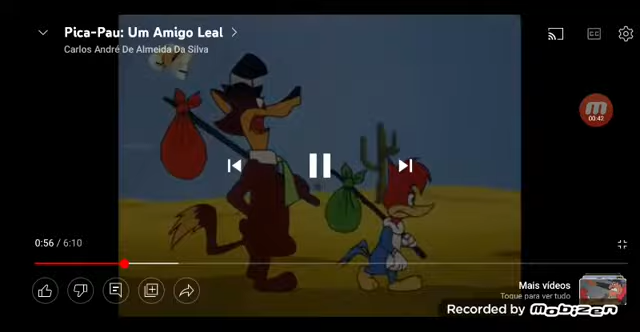 Pica-Pau: Um Amigo Leal
Carlos André De Almeida Da Silva
CC
00:42
0:56 / 6:10
Mais vídeos
Toque para ver tudo
Recorded by mobizen